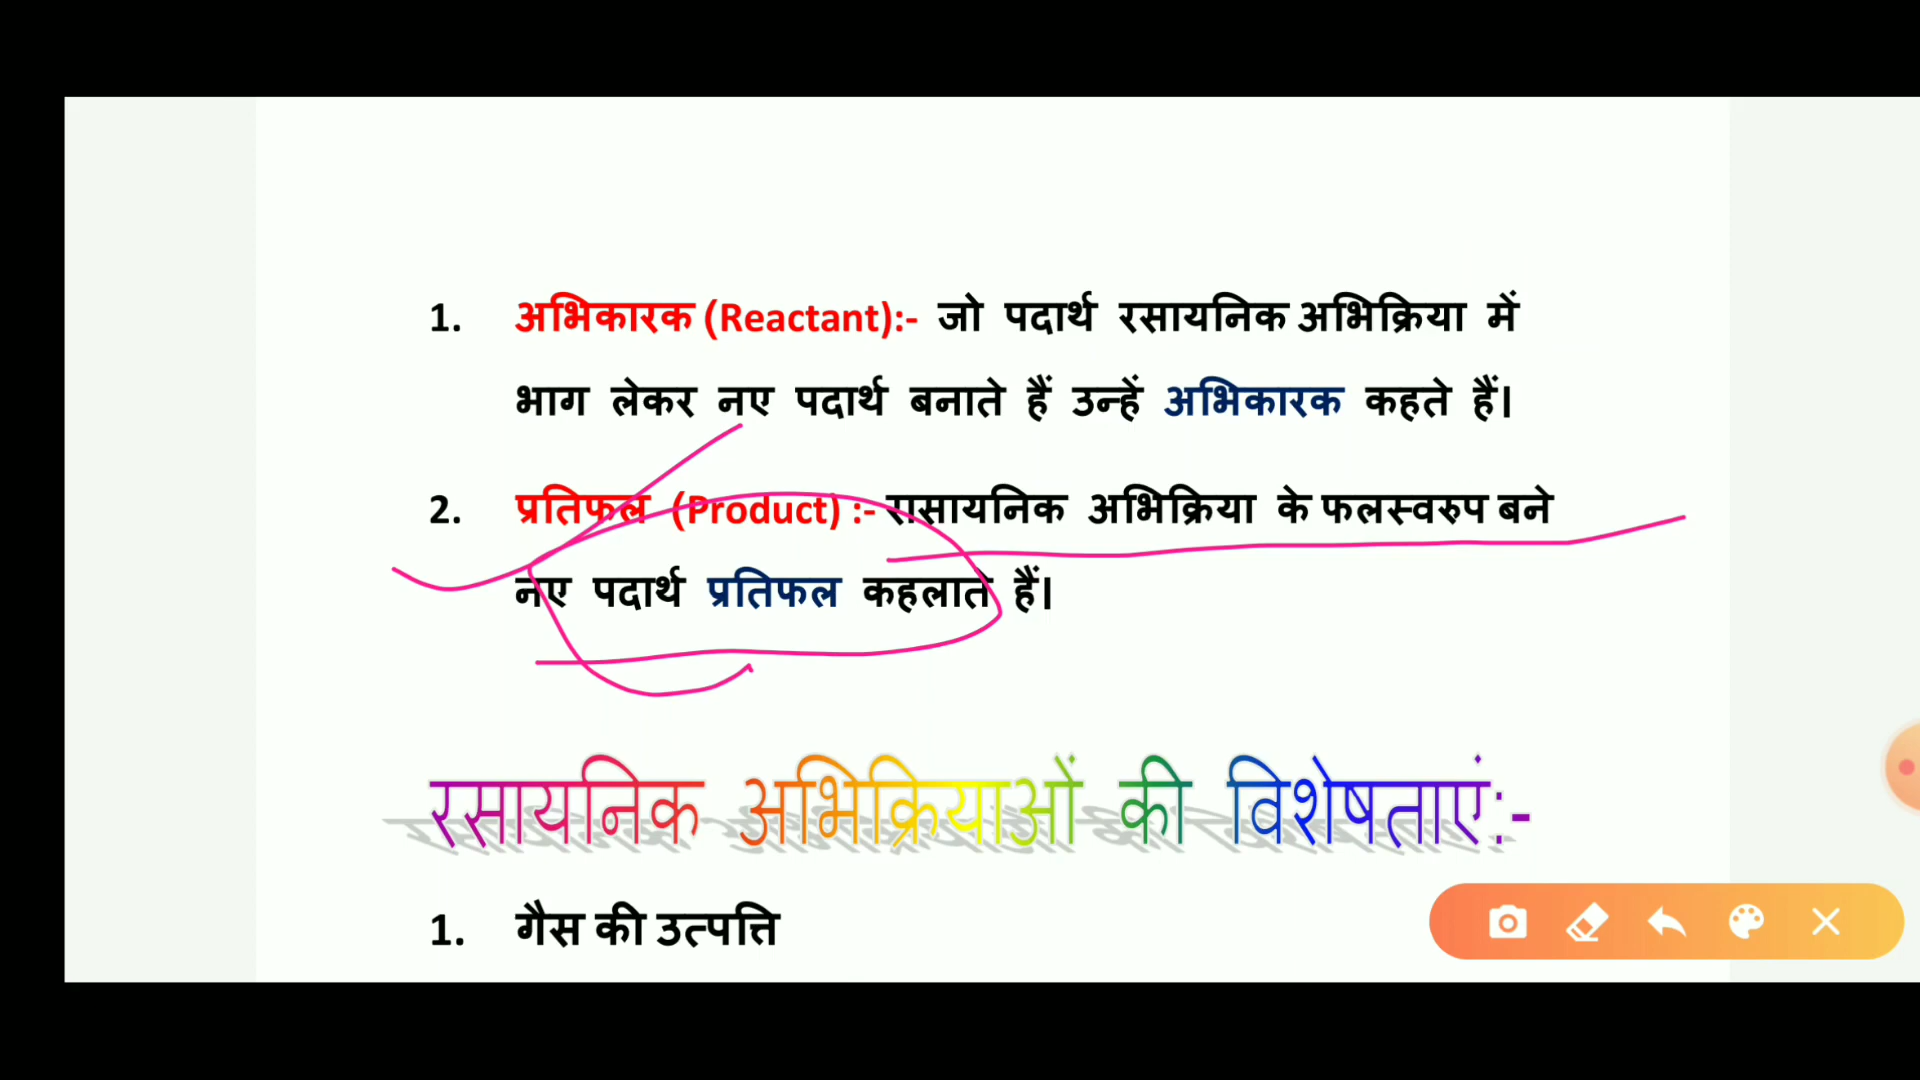 1. अभिकारक (Reactant):- जो पदार्थ रसायनिक अभिक्रिया में
भाग लेकर नए पदार्थ बनाते हैं उन्हें अभिकारक कहते हैं।
2. प्रतिफल (Product) :- रासायनिक अभिक्रिया के फलस्वरुप बने
नए पदार्थ प्रतिफल कहलाते हैं।
रसायनिक अभिक्रियाओं की विशेषताएं:-
1. गैस की उत्पत्ति